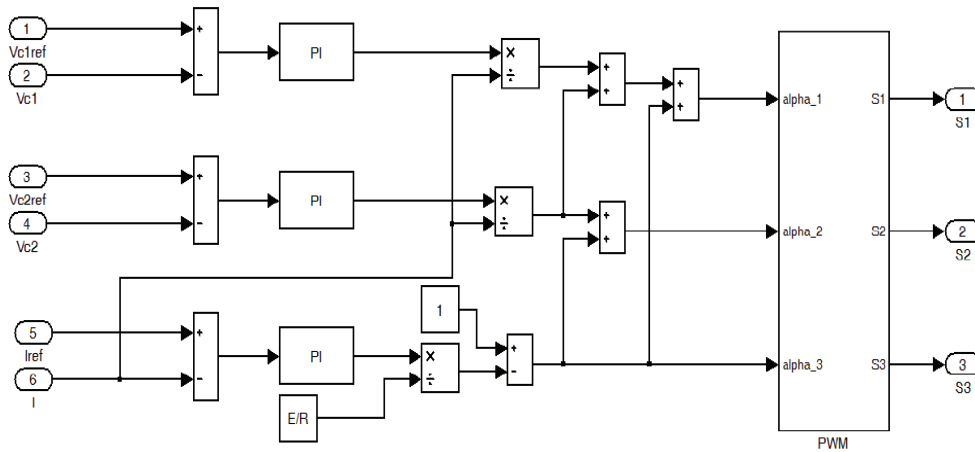 1
Vc1ref
2
Vc1
+
-
PI
×
÷
+
+
+
+
alpha_1
S1
1
S1
3
Vc2ref
4
Vc2
+
-
PI
×
÷
+
+
alpha_2
S2
2
S2
5
Iref
6
I
+
-
PI
1
×
÷
E/R
+
-
alpha_3
S3
3
S3
PWM